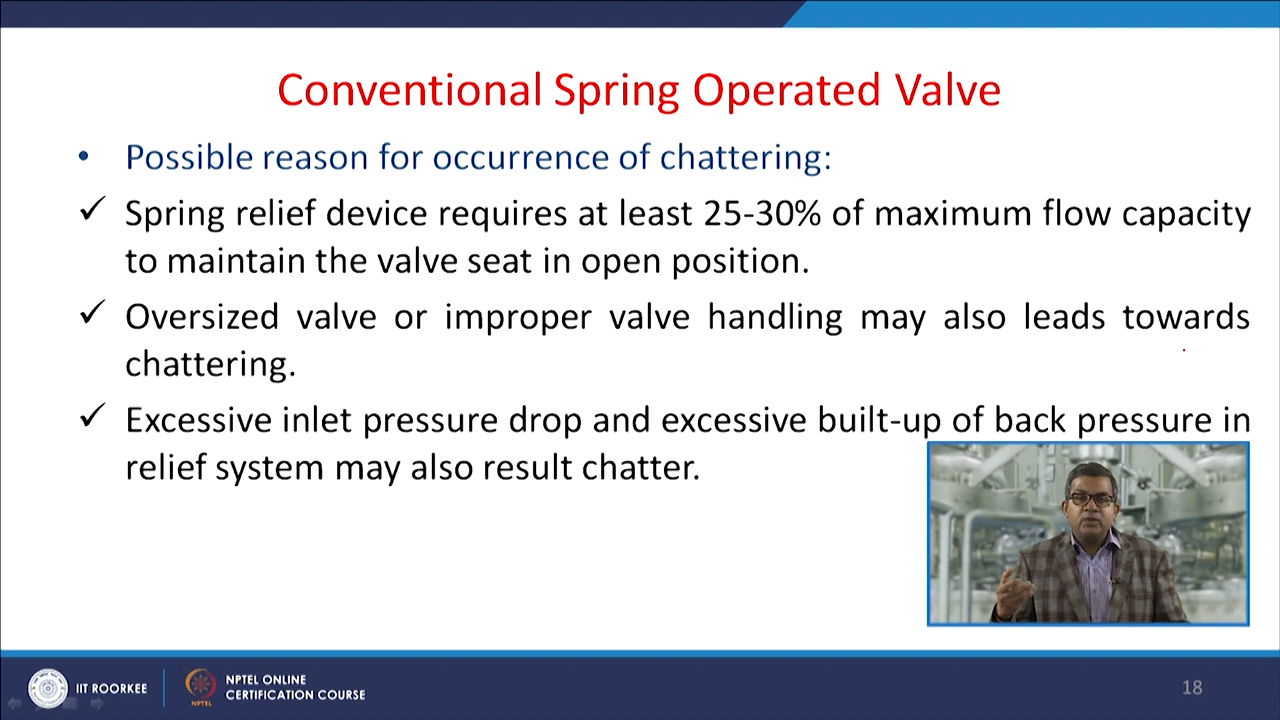 Conventional Spring Operated Valve
• Possible reason for occurrence of chattering:
✓ Spring relief device requires at least 25-30% of maximum flow capacity
to maintain the valve seat in open position.
✓ Oversized valve or improper valve handling may also leads towards
chattering.
✓ Excessive inlet pressure drop and excessive built-up of back pressure in
relief system may also result chatter.
IIT ROORKEE
NPTEL
NPTEL ONLINE
CERTIFICATION COURSE
18